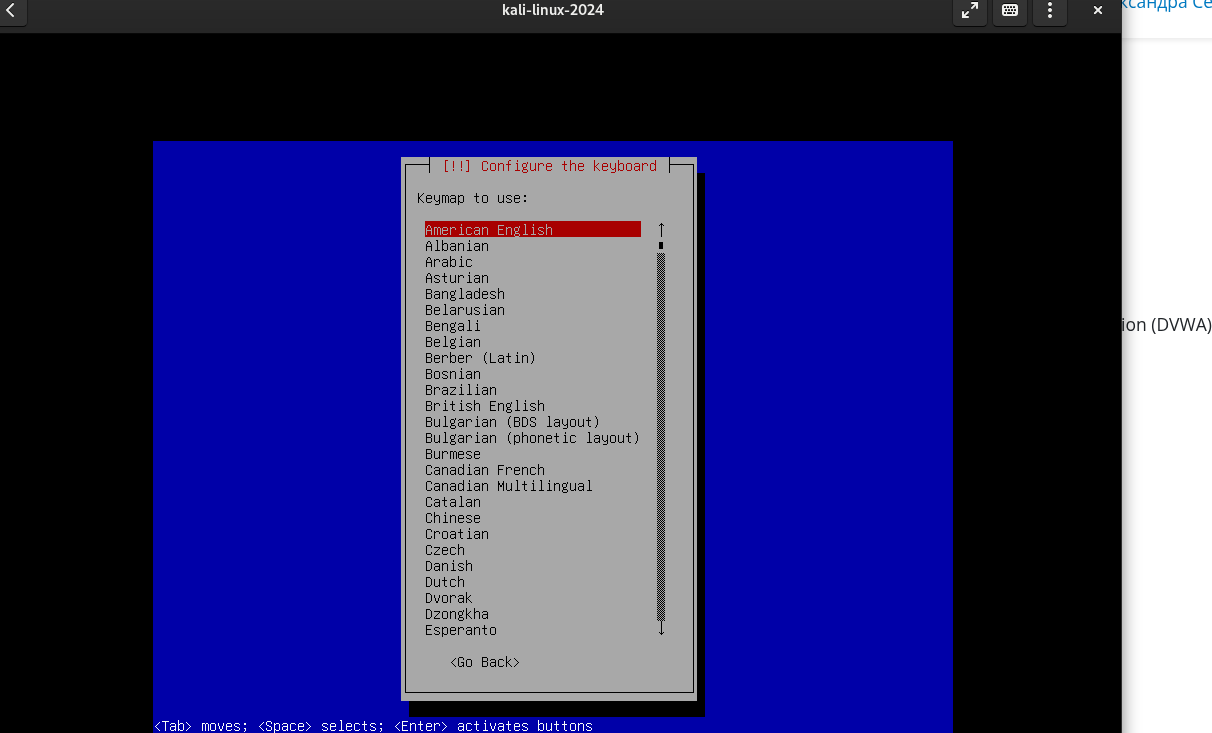 kali-linux-2024
ксандра Се
[!!] Configure the keyboard
Keymap to use:
American English
Albanian
Arabic
Asturian
Bangladesh
Belarusian
Bengali
Belgian
Berber (Latin)
Bosnian
Brazilian
British English
Bulgarian (BDS layout)
Bulgarian (phonetic layout)
Burmese
Canadian French
Canadian Multilingual
Catalan
Chinese
Croatian
Czech
Danish
Dutch
Dvorak
Dzongkha
Esperanto
<Go Back>
<Tab> moves; <Space> selects; <Enter> activates buttons
ion (DVWA)